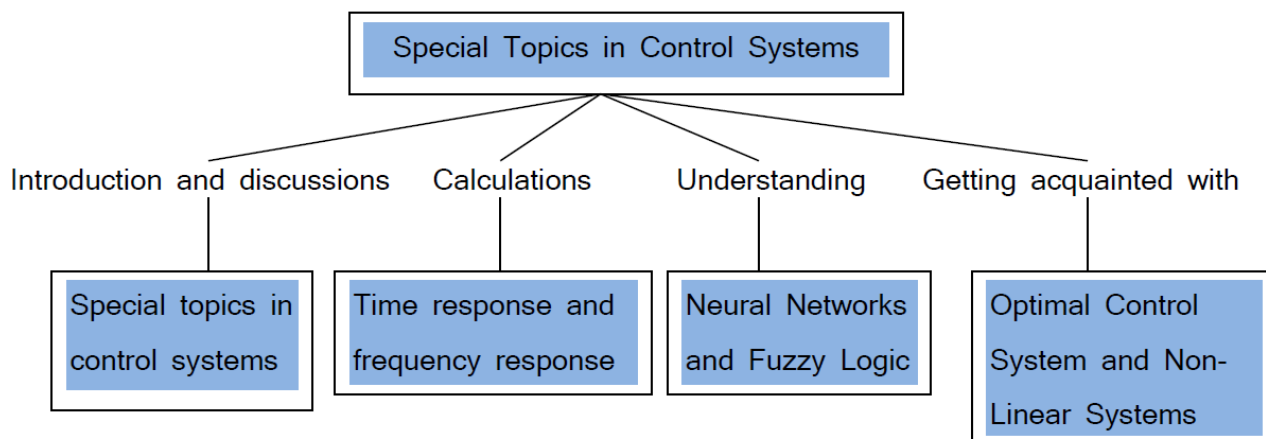 Special Topics in Control Systems
Introduction and discussions
Calculations
Understanding
Getting acquainted with
Special topics in
control systems
Time response and
frequency response
Neural Networks
and Fuzzy Logic
Optimal Control
System and Non-
Linear Systems